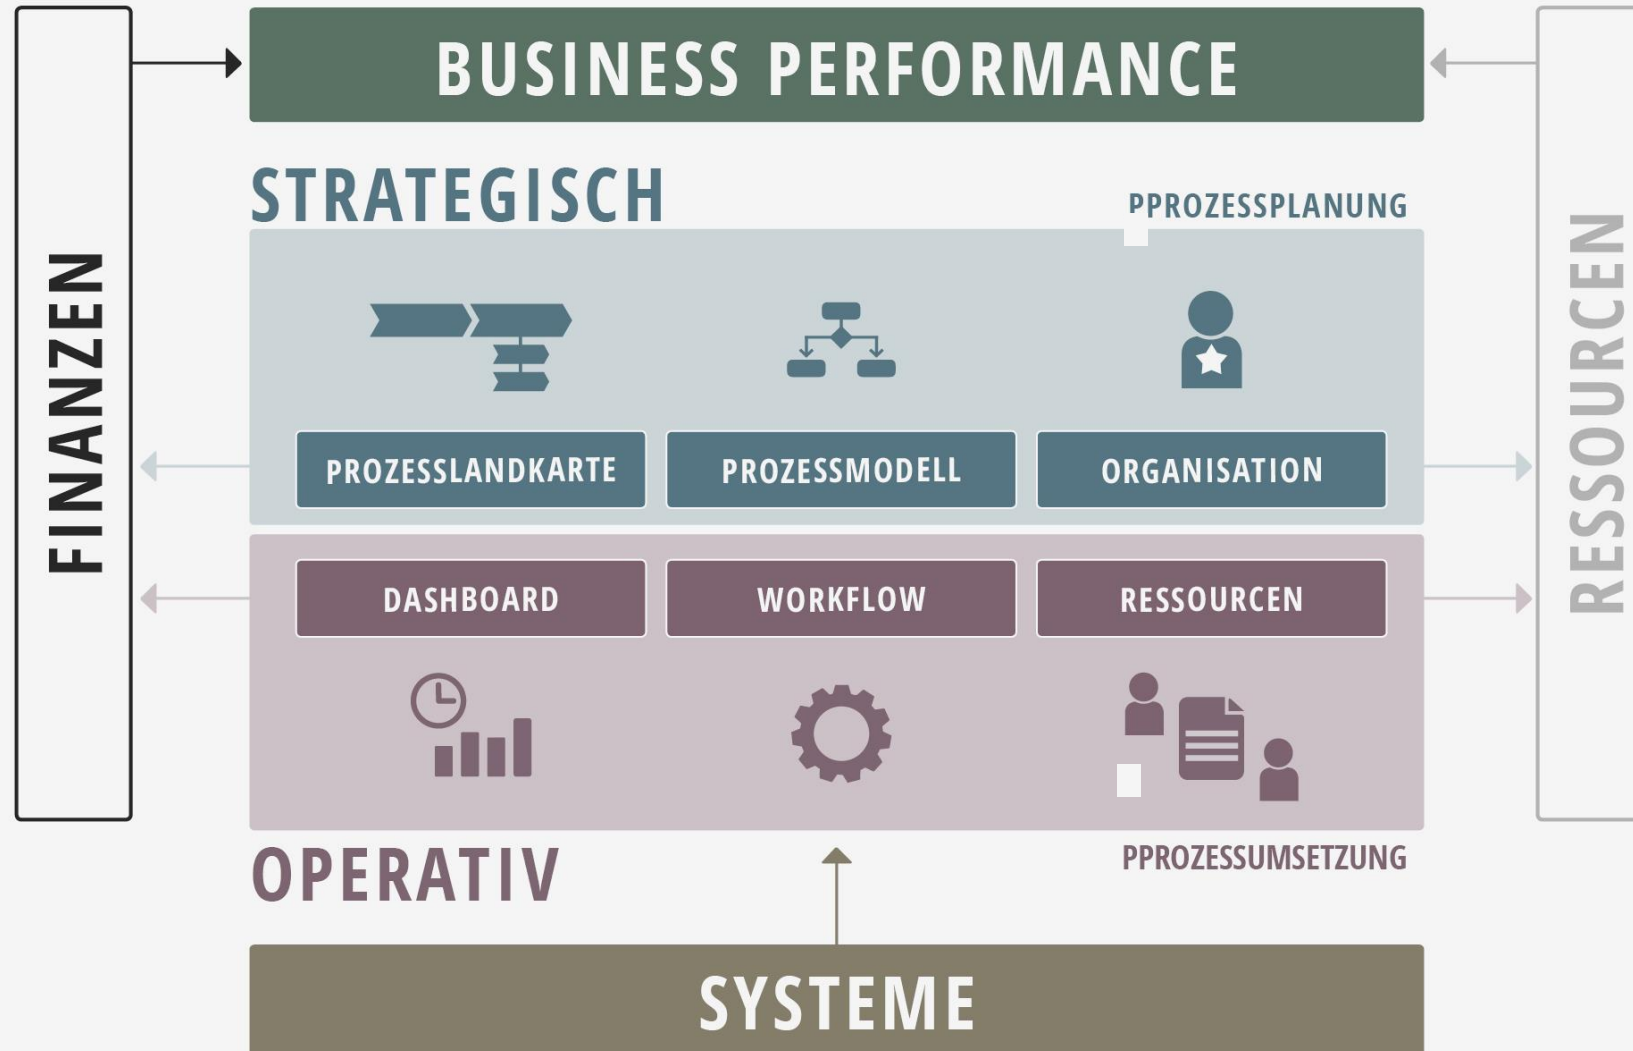 BUSINESS PERFORMANCE
FINANZEN
STRATEGISCH
PPROZESSPLANUNG
RESSOURCEN
PROZESSLANDKARTE
PROZESSMODELL
ORGANISATION
DASHBOARD
WORKFLOW
RESSOURCEN
OPERATIV
PPROZESSUMSETZUNG
SYSTEME